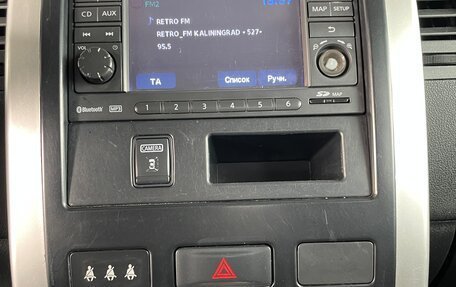 FM2
MAP
SETUP
CD
AUX
RETRO FM
RETRO_FM KALININGRAD • 527•
95.5
VOL
TA
Список
Ручн.
Bluetooth
MP3
1 2 3 4 5 6
SD MAP
CAMERA